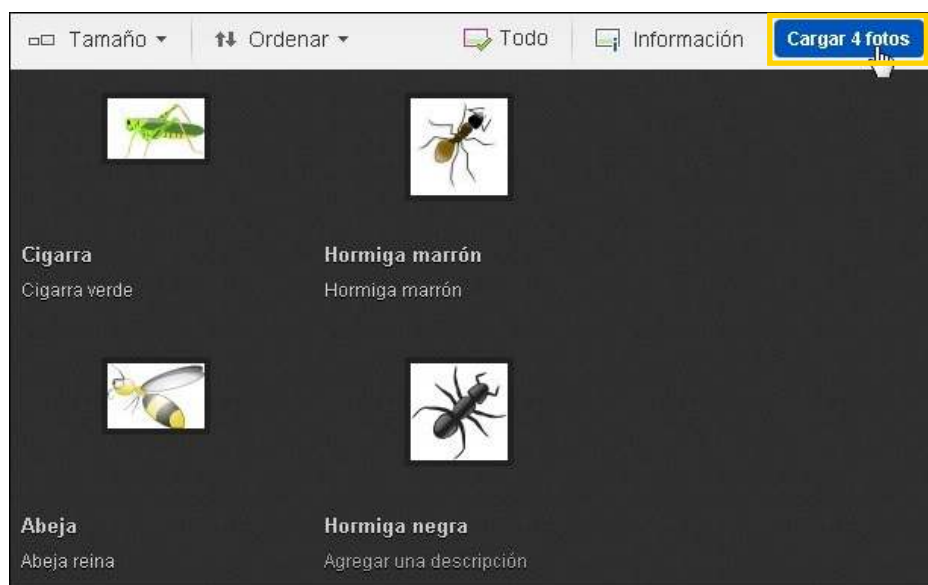 Tamaño Ordenar Todo Información Cargar 4 fotos
Cigarra Hormiga marrón
Cigarra verde Hormiga marrón
Abeja Hormiga negra
Abeja reina Agregar una descripción